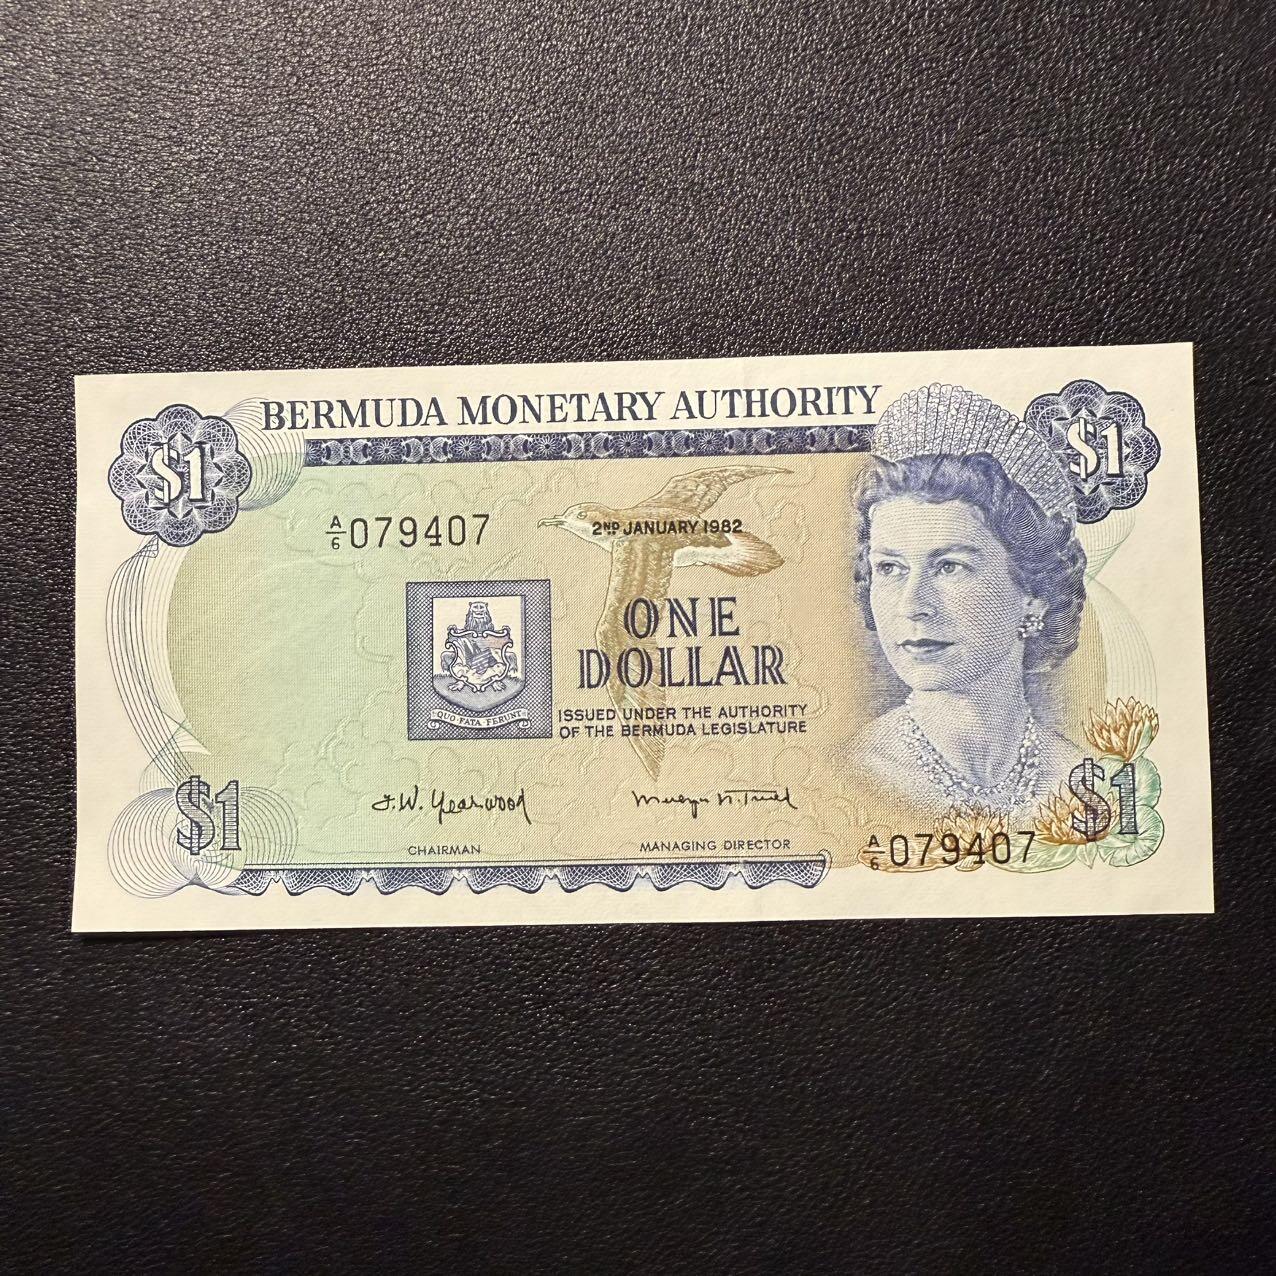 BERMUDA MONETARY AUTHORITY
$1
$1
A/6 079407
2ND JANUARY 1982
ONE
DOLLAR
QUO FATA FERUNT
ISSUED UNDER THE AUTHORITY
OF THE BERMUDA LEGISLATURE
$1
$1
J.W. Yearwood
CHAIRMAN
MANAGING DIRECTOR
A/6 079407